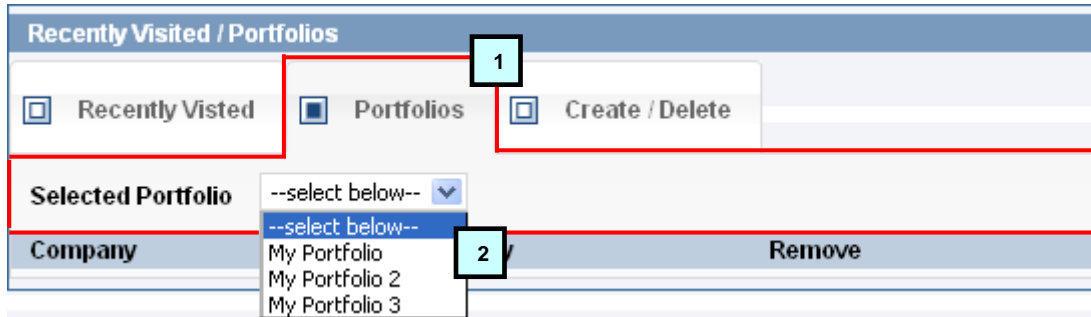 Recently Visited / Portfolios
1
Recently Visted
Portfolios
Create / Delete
Selected Portfolio
--select below--
--select below--
Company
y
Remove
My Portfolio
2
My Portfolio 2
My Portfolio 3